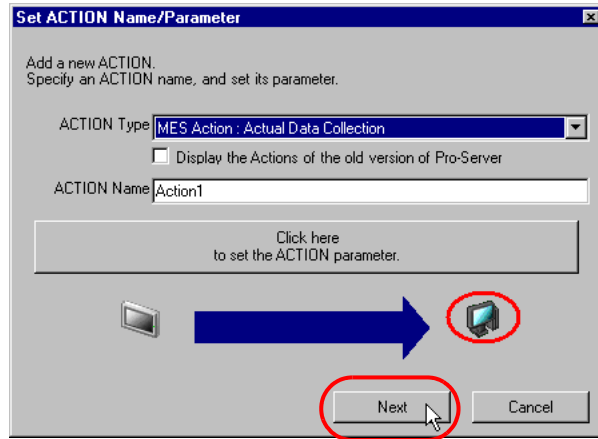 Set ACTION Name/Parameter
Add a new ACTION.
Specify an ACTION name, and set its parameter.
ACTION Type MES Action : Actual Data Collection
Display the Actions of the old version of Pro-Server
ACTION Name Action1
Click here
to set the ACTION parameter.
Next Cancel